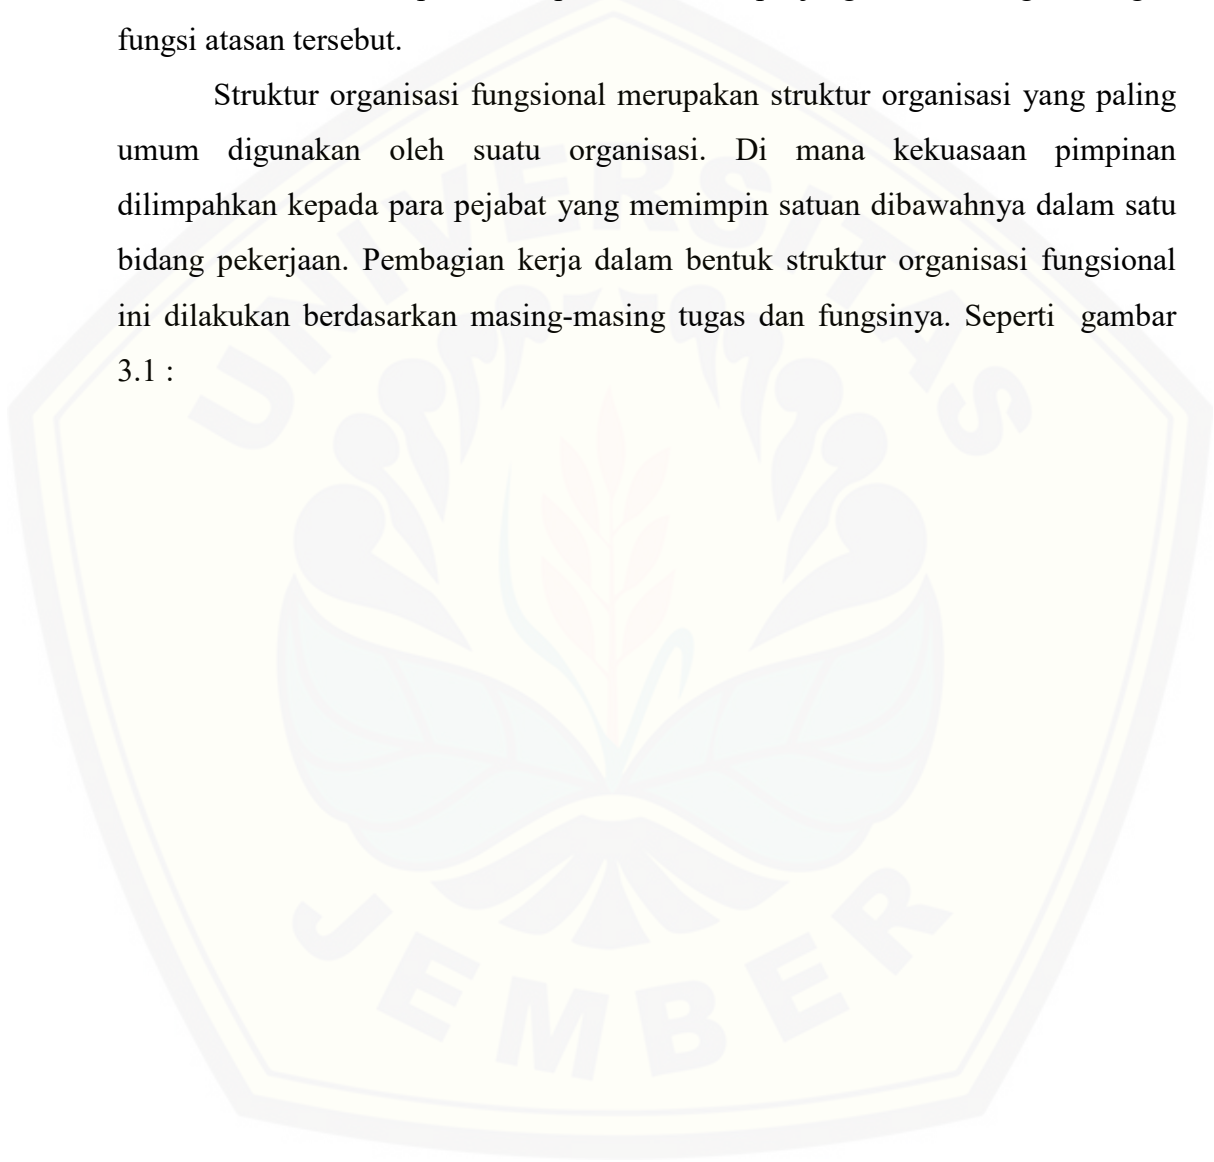 fungsi atasan tersebut.
Struktur organisasi fungsional merupakan struktur organisasi yang paling
umum digunakan oleh suatu organisasi. Di mana kekuasaan pimpinan
dilimpahkan kepada para pejabat yang memimpin satuan dibawahnya dalam satu
bidang pekerjaan. Pembagian kerja dalam bentuk struktur organisasi fungsional
ini dilakukan berdasarkan masing-masing tugas dan fungsinya. Seperti gambar
3.1 :
UNIVERSITAS
JEMBER